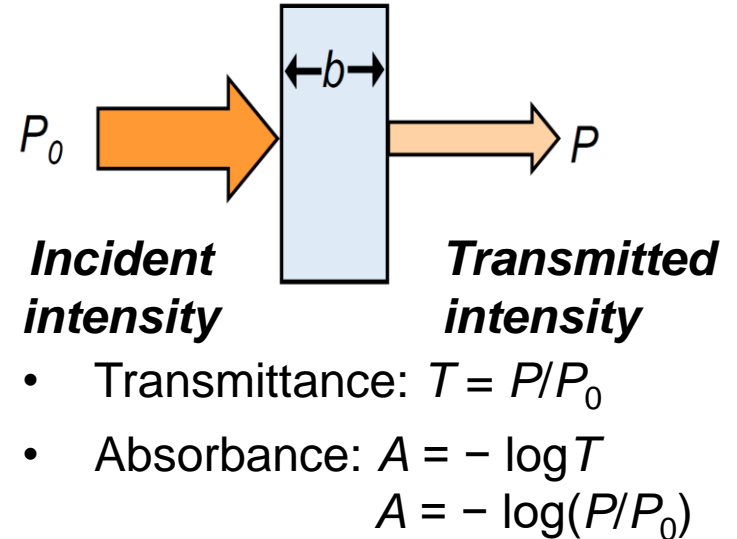 b
P₀ P
Incident intensity
Transmitted intensity
• Transmittance: T = P/P₀
• Absorbance: A = − logT
A = − log(P/P₀)